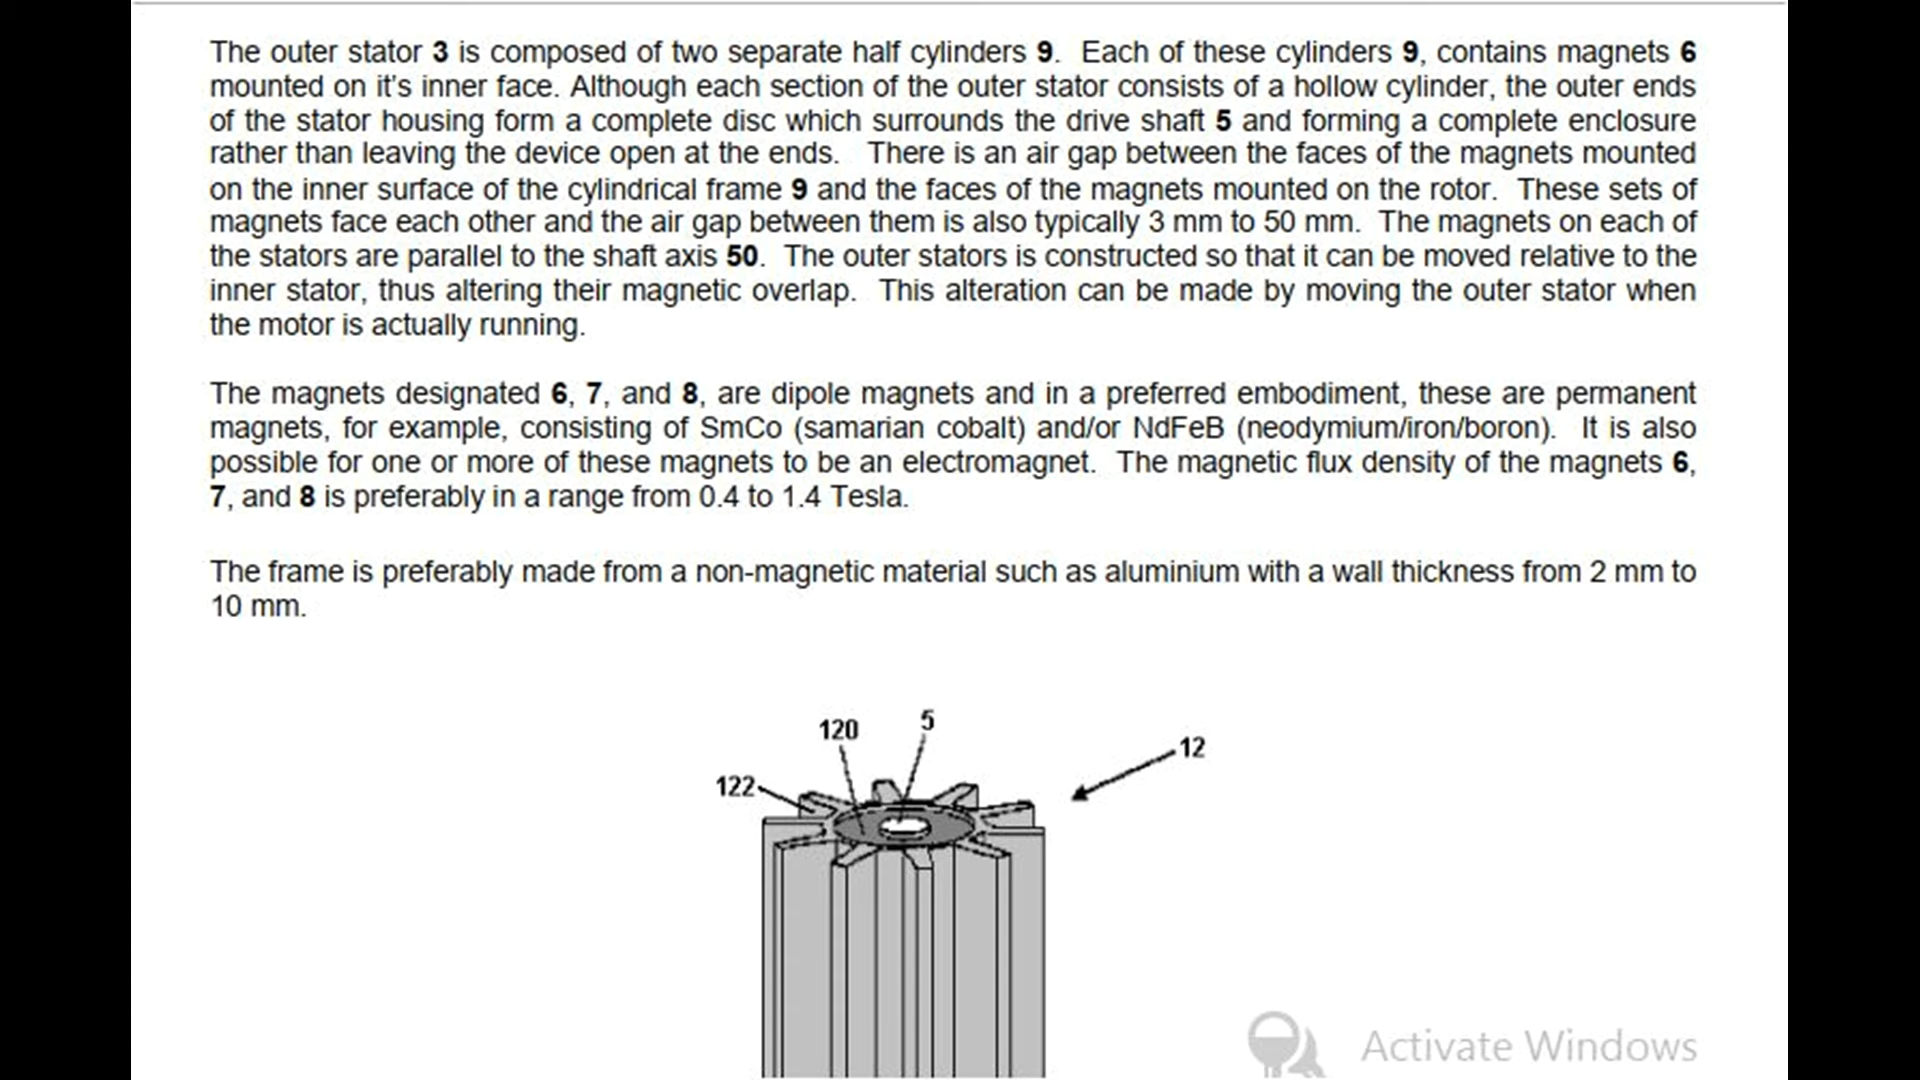 The outer stator 3 is composed of two separate half cylinders 9. Each of these cylinders 9, contains magnets 6
mounted on it's inner face. Although each section of the outer stator consists of a hollow cylinder, the outer ends
of the stator housing form a complete disc which surrounds the drive shaft 5 and forming a complete enclosure
rather than leaving the device open at the ends. There is an air gap between the faces of the magnets mounted
on the inner surface of the cylindrical frame 9 and the faces of the magnets mounted on the rotor. These sets of
magnets face each other and the air gap between them is also typically 3 mm to 50 mm. The magnets on each of
the stators are parallel to the shaft axis 50. The outer stators is constructed so that it can be moved relative to the
inner stator, thus altering their magnetic overlap. This alteration can be made by moving the outer stator when
the motor is actually running.
The magnets designated 6, 7, and 8, are dipole magnets and in a preferred embodiment, these are permanent
magnets, for example, consisting of SmCo (samarian cobalt) and/or NdFeB (neodymium/iron/boron). It is also
possible for one or more of these magnets to be an electromagnet. The magnetic flux density of the magnets 6,
7, and 8 is preferably in a range from 0.4 to 1.4 Tesla.
The frame is preferably made from a non-magnetic material such as aluminium with a wall thickness from 2 mm to
10 mm.
120
5
12
122
Activate Windows